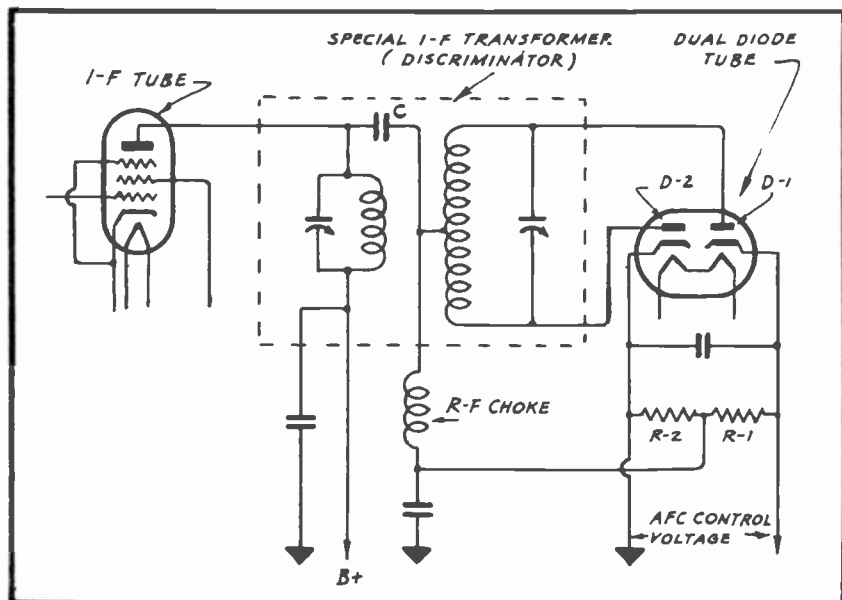 SPECIAL I-F TRANSFORMER
( DISCRIMINATOR )
DUAL DIODE
TUBE
I-F TUBE
C
D-2
D-1
R-F CHOKE
R-2
R-1
AFC CONTROL
VOLTAGE
B+